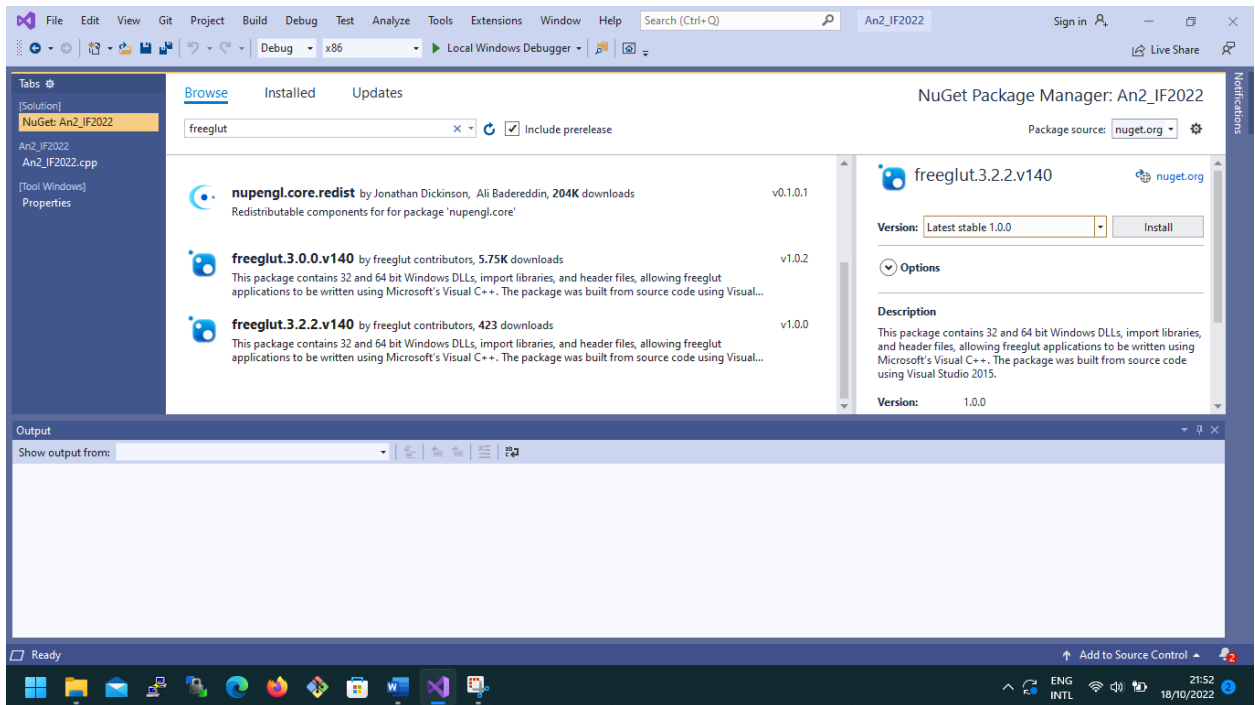 File Edit View Git Project Build Debug Test Analyze Tools Extensions Window Help Search (Ctrl+Q) An2_IF2022 Sign in
Debug x86 Local Windows Debugger Live Share
Tabs
[Solution]
NuGet: An2_IF2022
An2_IF2022
An2_IF2022.cpp
[Tool Windows]
Properties
Browse Installed Updates
NuGet Package Manager: An2_IF2022
freeglut Include prerelease
Package source: nuget.org
nupengl.core.redist by Jonathan Dickinson, Ali Badereddin, 204K downloads v0.1.0.1
Redistributable components for for package 'nupengl.core'
freeglut.3.0.0.v140 by freeglut contributors, 5.75K downloads v1.0.2
This package contains 32 and 64 bit Windows DLLs, import libraries, and header files, allowing freeglut
applications to be written using Microsoft's Visual C++. The package was built from source code using Visual...
freeglut.3.2.2.v140 by freeglut contributors, 423 downloads v1.0.0
This package contains 32 and 64 bit Windows DLLs, import libraries, and header files, allowing freeglut
applications to be written using Microsoft's Visual C++. The package was built from source code using Visual...
freeglut.3.2.2.v140 nuget.org
Version: Latest stable 1.0.0 Install
Options
Description
This package contains 32 and 64 bit Windows DLLs, import libraries,
and header files, allowing freeglut applications to be written using
Microsoft's Visual C++. The package was built from source code
using Visual Studio 2015.
Version: 1.0.0
Notifications
Output
Show output from:
Ready Add to Source Control 2
ENG 21:52
INTL 18/10/2022 2